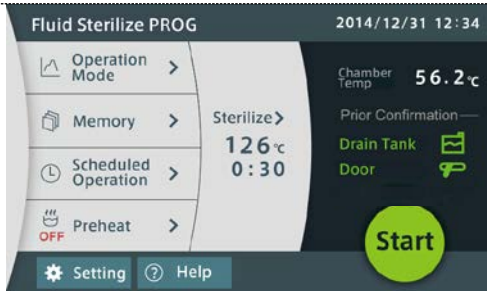 Fluid Sterilize PROG
2014/12/31 12:34
Operation
Mode
Memory
Scheduled
Operation
OFF Preheat
Sterilize
126℃
0:30
Chamber
Temp
56.2℃
Prior Confirmation
Drain Tank
Door
Start
Setting
? Help